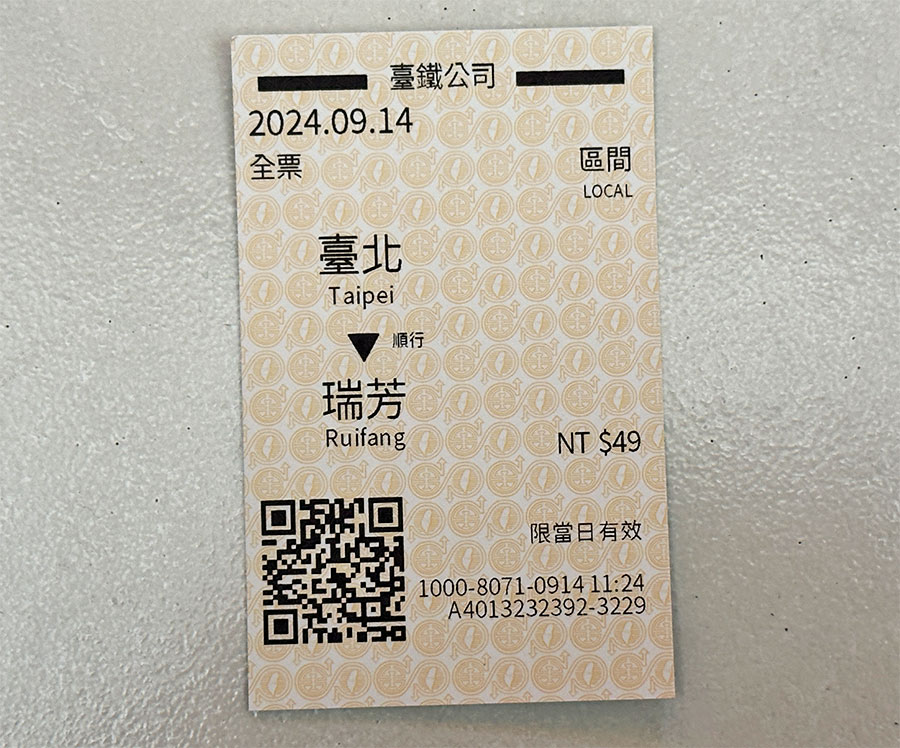 臺鐵公司
2024.09.14
全票
區間
LOCAL
臺北
Taipei
順行
瑞芳
Ruifang
NT $49
限當日有效
1000-8071-0914 11:24
A4013232392-3229